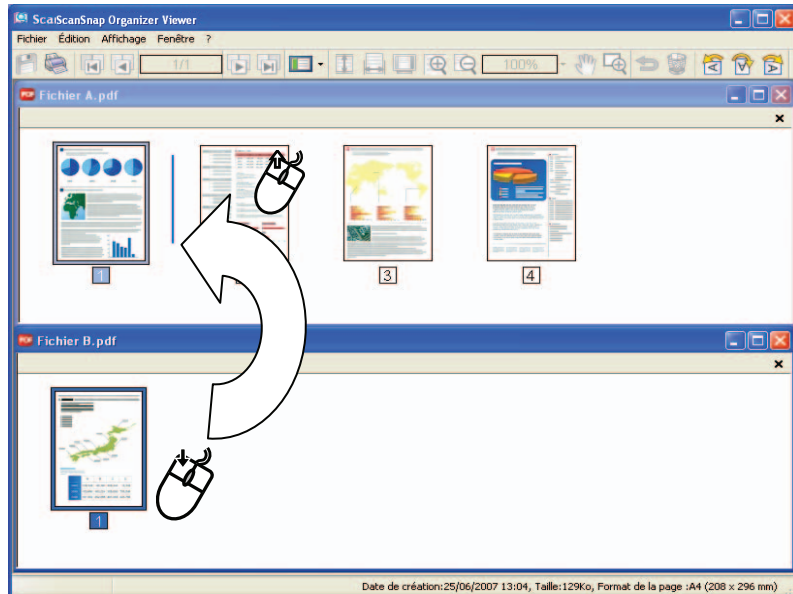 ScaScanSnap Organizer Viewer
Fichier Édition Affichage Fenêtre ?
1/1 100% A A A
Fichier A.pdf
1 3 4
Fichier B.pdf
1
Date de création:25/06/2007 13:04, Taille:129Ko, Format de la page :A4 (208 x 296 mm)